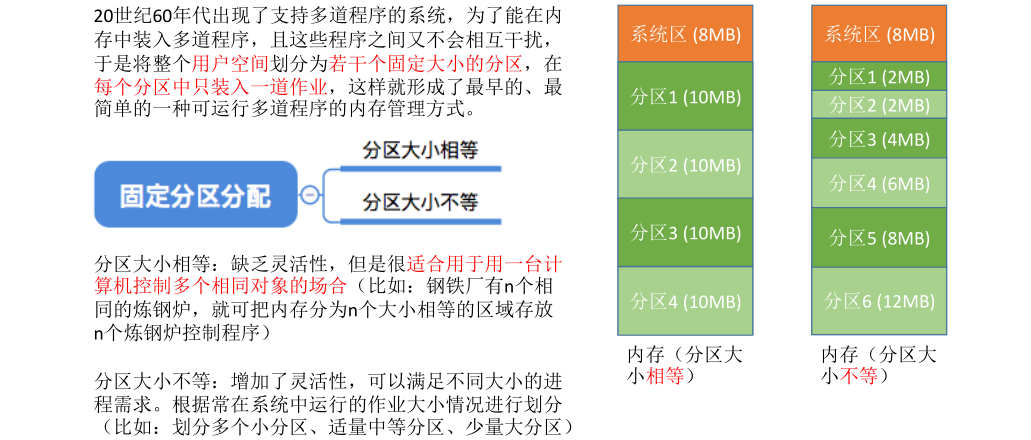 20世纪60年代出现了支持多道程序的系统，为了能在内
存中装入多道程序，且这些程序之间又不会相互干扰，
于是将整个用户空间划分为若干个固定大小的分区，在
每个分区中只装入一道作业，这样就形成了最早的、最
简单的一种可运行多道程序的内存管理方式。
固定分区分配
分区大小相等
分区大小不等
分区大小相等：缺乏灵活性，但是很适合用于用一台计
算机控制多个相同对象的场合（比如：钢铁厂有n个相
同的炼钢炉，就可把内存分为n个大小相等的区域存放
n个炼钢炉控制程序）
分区大小不等：增加了灵活性，可以满足不同大小的进
程需求。根据常在系统中运行的作业大小情况进行划分
（比如：划分多个小分区、适量中等分区、少量大分区）
系统区 (8MB)
分区1 (10MB)
分区2 (10MB)
分区3 (10MB)
分区4 (10MB)
内存（分区大
小相等）
系统区 (8MB)
分区1 (2MB)
分区2 (2MB)
分区3 (4MB)
分区4 (6MB)
分区5 (8MB)
分区6 (12MB)
内存（分区大
小不等）